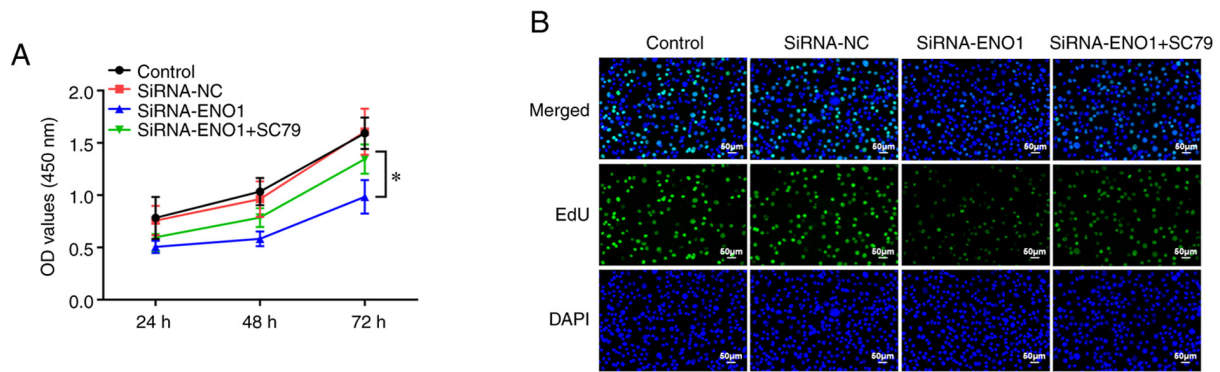 A
Control
SiRNA-NC
SiRNA-ENO1
SiRNA-ENO1+SC79
OD values (450 nm)
2.0
1.5
1.0
0.5
0.0
24 h
48 h
72 h
*
B
Control
SiRNA-NC
SiRNA-ENO1
SiRNA-ENO1+SC79
Merged
50μm
50μm
50μm
50μm
EdU
50μm
50μm
50μm
50μm
DAPI
50μm
50μm
50μm
50μm